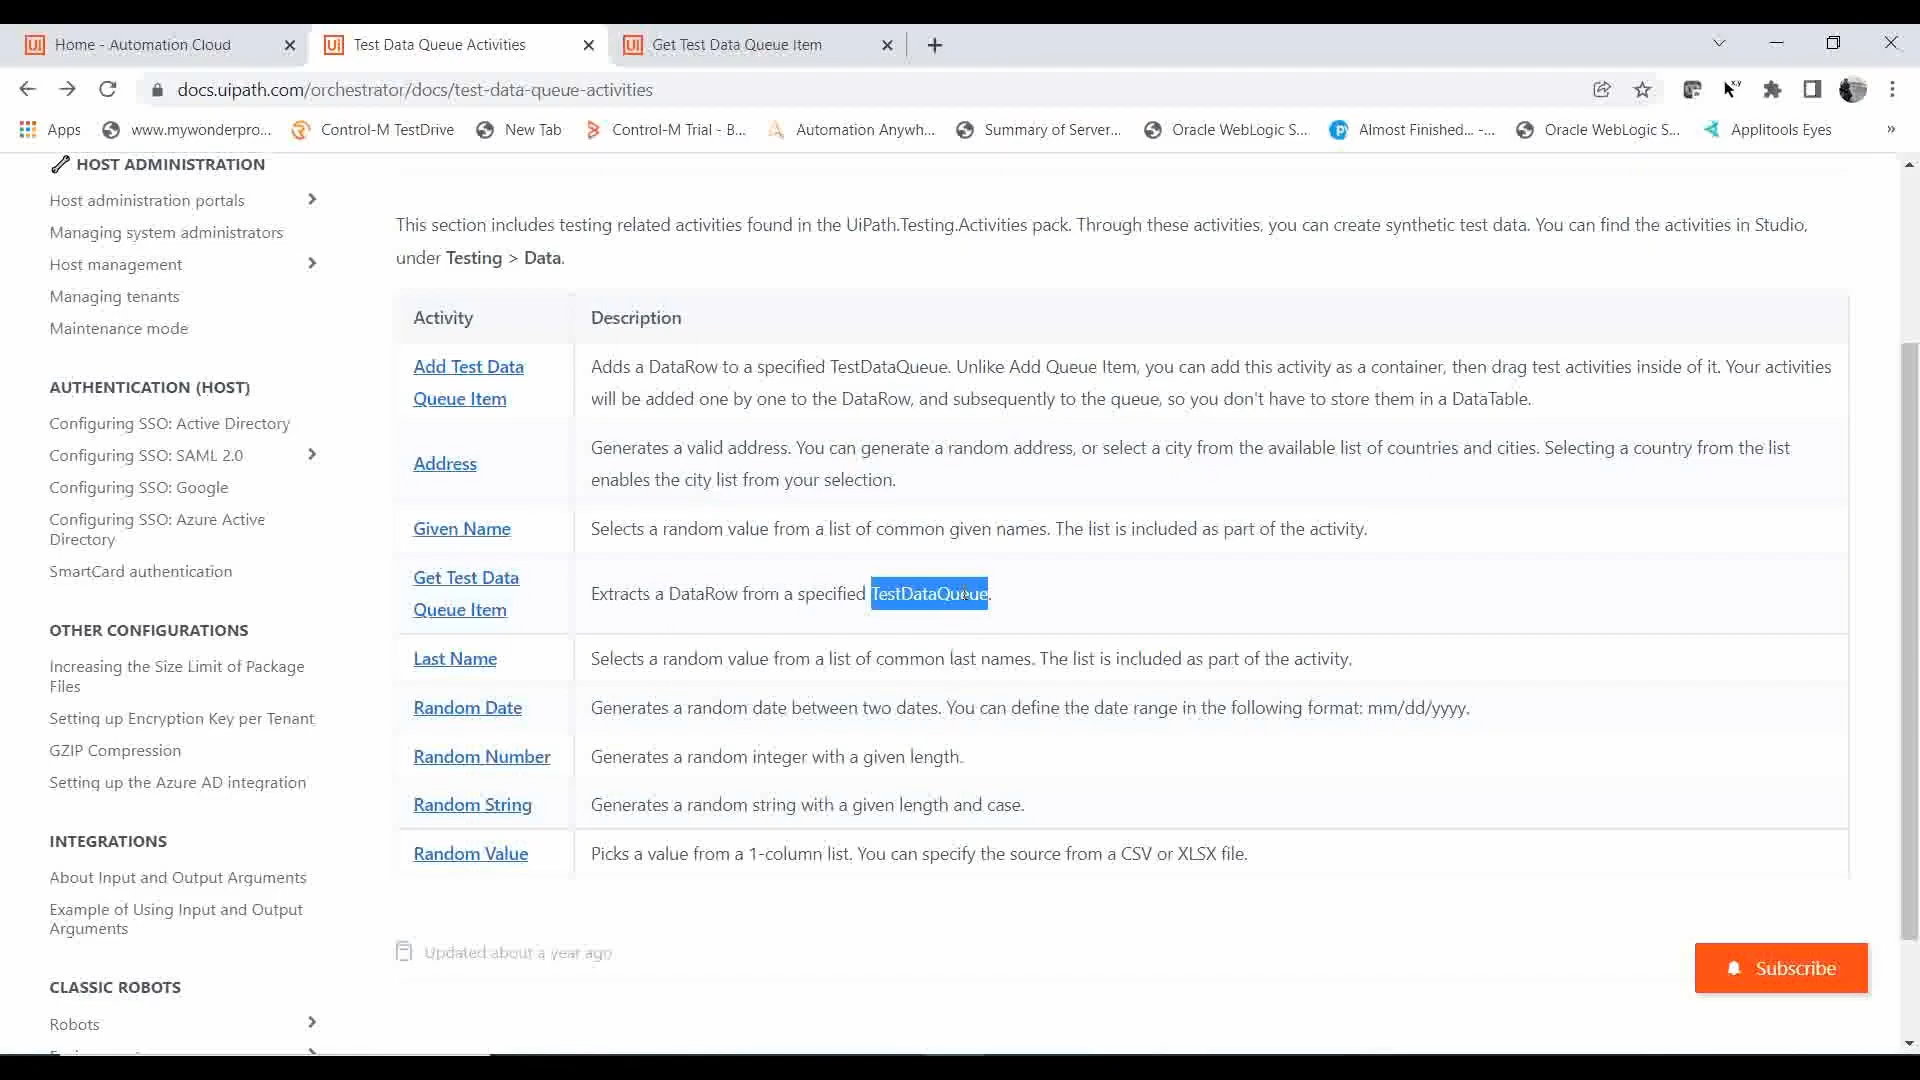 Home - Automation Cloud
Test Data Queue Activities
Get Test Data Queue Item
docs.uipath.com/orchestrator/docs/test-data-queue-activities
Apps
www.mywonderpro...
Control-M TestDrive
New Tab
Control-M Trial - B...
Automation Anywh...
Summary of Server...
Oracle WebLogic S...
Almost Finished... -...
Oracle WebLogic S...
Applitools Eyes
»
HOST ADMINISTRATION
Host administration portals
Managing system administrators
Host management
Managing tenants
Maintenance mode
AUTHENTICATION (HOST)
Configuring SSO: Active Directory
Configuring SSO: SAML 2.0
Configuring SSO: Google
Configuring SSO: Azure Active
Directory
SmartCard authentication
OTHER CONFIGURATIONS
Increasing the Size Limit of Package
Files
Setting up Encryption Key per Tenant
GZIP Compression
Setting up the Azure AD integration
INTEGRATIONS
About Input and Output Arguments
Example of Using Input and Output
Arguments
CLASSIC ROBOTS
Robots
This section includes testing related activities found in the UiPath.Testing.Activities pack. Through these activities, you can create synthetic test data. You can find the activities in Studio,
under Testing > Data.
Activity Description
Add Test Data
Queue Item
Adds a DataRow to a specified TestDataQueue. Unlike Add Queue Item, you can add this activity as a container, then drag test activities inside of it. Your activities
will be added one by one to the DataRow, and subsequently to the queue, so you don't have to store them in a DataTable.
Address
Generates a valid address. You can generate a random address, or select a city from the available list of countries and cities. Selecting a country from the list
enables the city list from your selection.
Given Name Selects a random value from a list of common given names. The list is included as part of the activity.
Get Test Data
Queue Item
Extracts a DataRow from a specified TestDataQueue.
Last Name Selects a random value from a list of common last names. The list is included as part of the activity.
Random Date Generates a random date between two dates. You can define the date range in the following format: mm/dd/yyyy.
Random Number Generates a random integer with a given length.
Random String Generates a random string with a given length and case.
Random Value Picks a value from a 1-column list. You can specify the source from a CSV or XLSX file.
Updated about a year ago
Subscribe